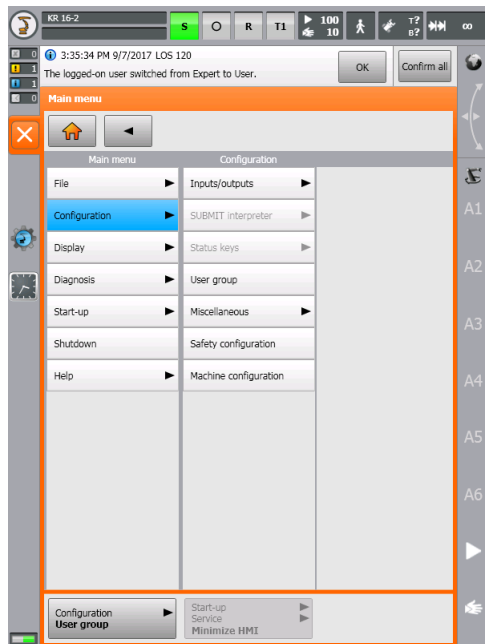 KR 16-2
S O R T1 100 10 T? B? ∞
0 3:35:34 PM 9/7/2017 LOS 120
1 The logged-on user switched from Expert to User.
OK
Confirm all
1
0
Main menu
Main menu Configuration
File Inputs/outputs
Configuration SUBMIT interpreter
Display Status keys
Diagnosis User group
Start-up Miscellaneous
Shutdown Safety configuration
Help Machine configuration
A1
A2
A3
A4
A5
A6
Configuration
User group
Start-up
Service
Minimize HMI